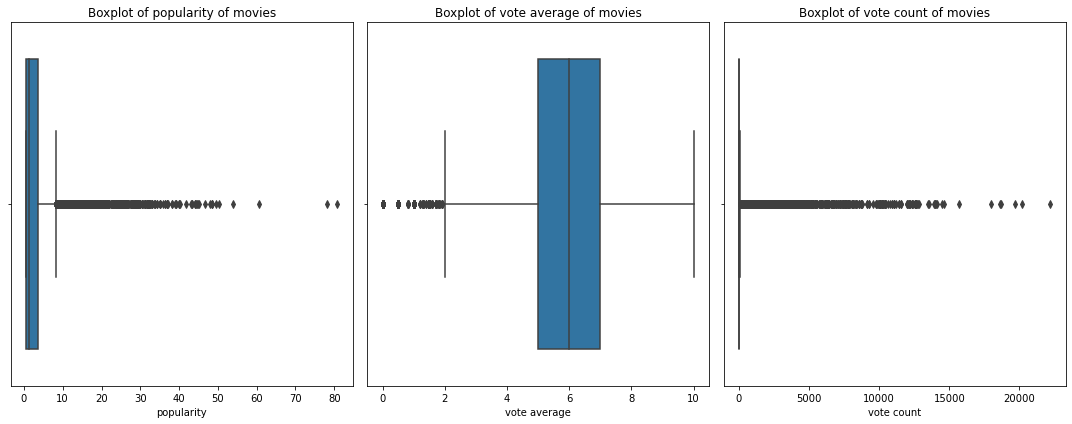 Boxplot of popularity of movies
0 10 20 30 40 50 60 70 80
popularity
Boxplot of vote average of movies
0 2 4 6 8 10
vote average
Boxplot of vote count of movies
0 5000 10000 15000 20000
vote count